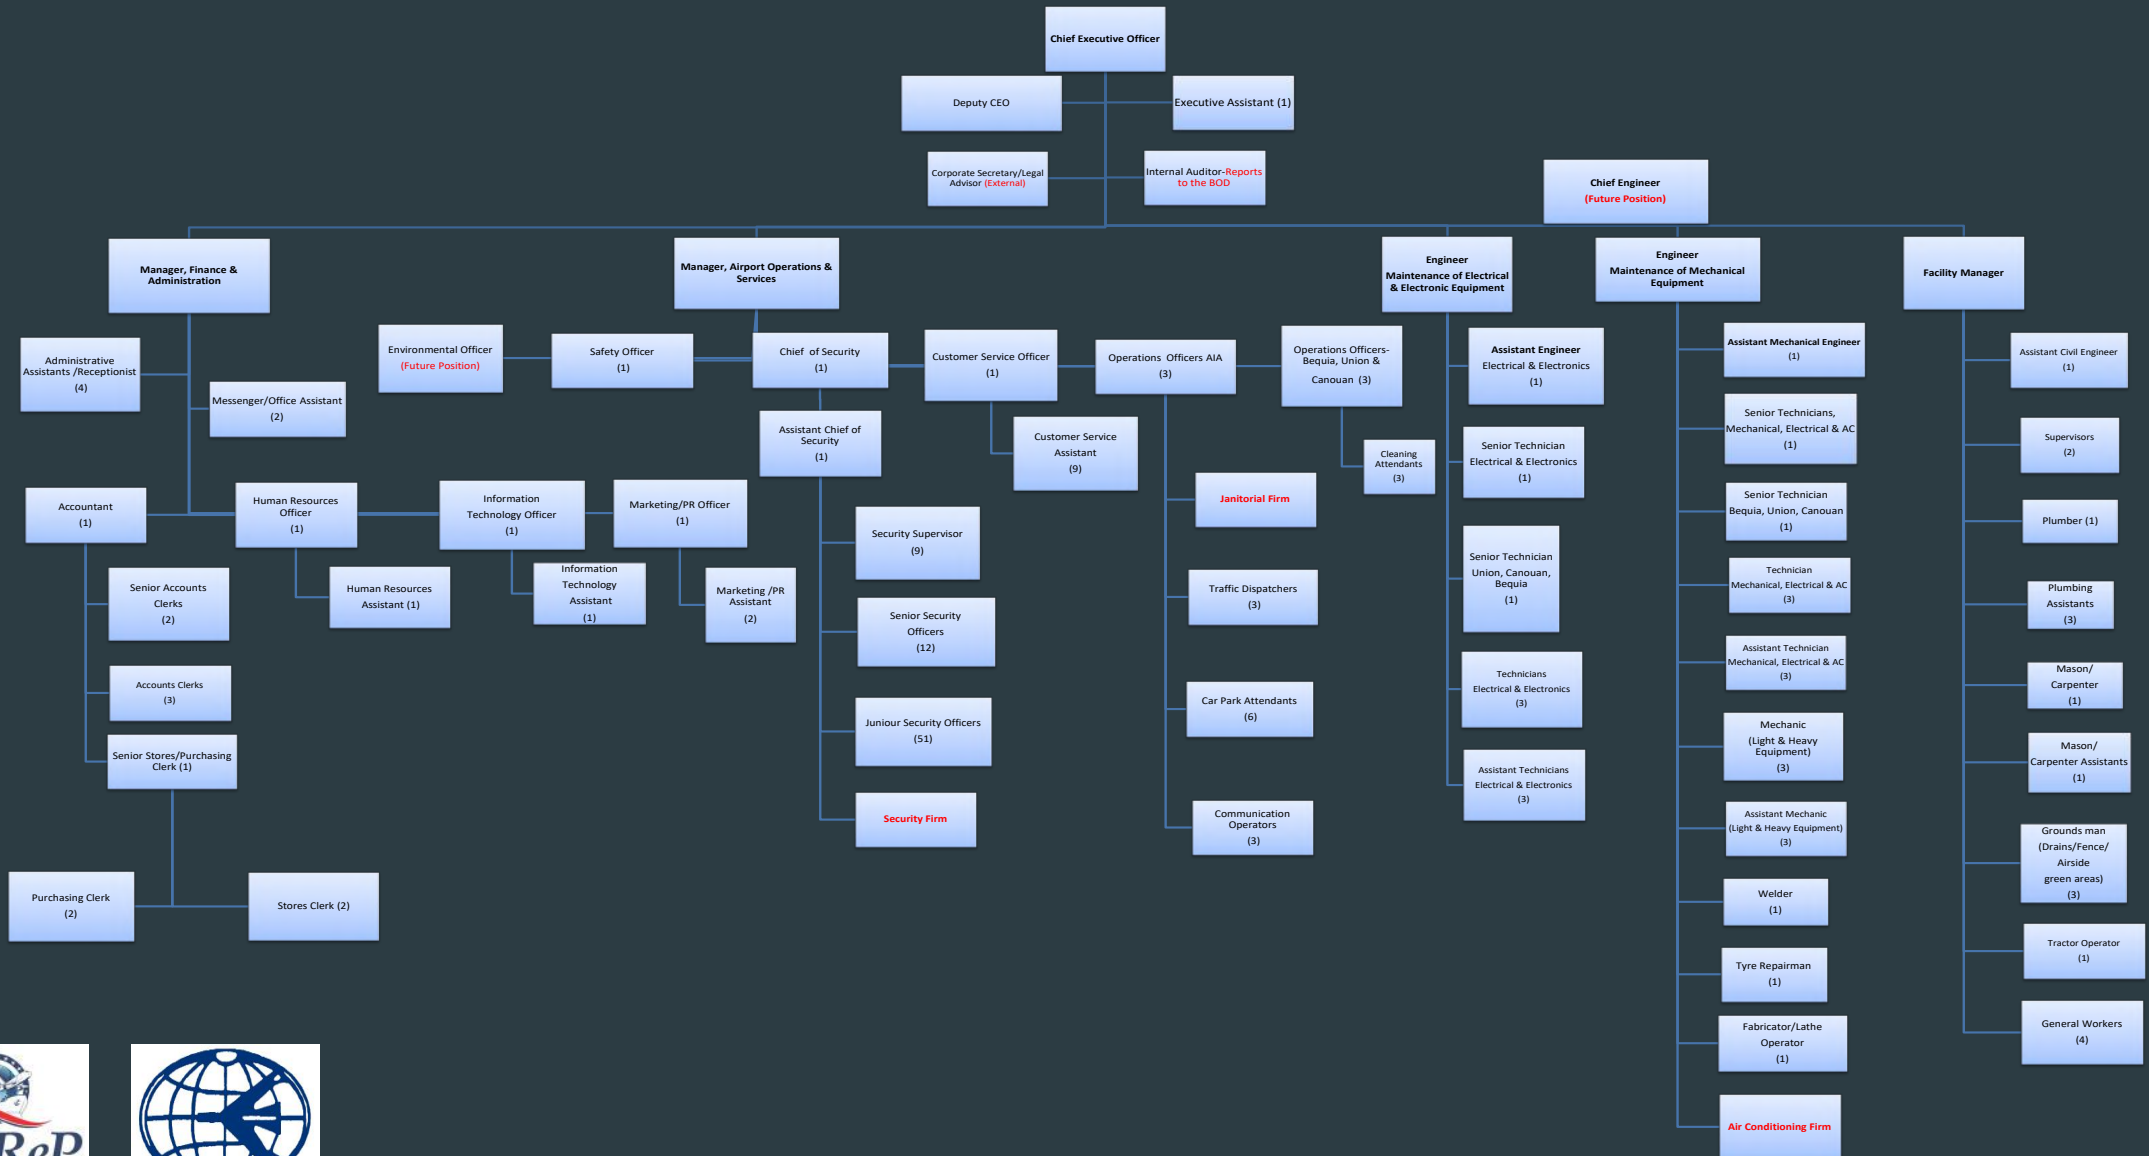 Chief Executive Officer
Deputy CEO
Executive Assistant (1)
Corporate Secretary/Legal
Advisor (External)
Internal Auditor-Reports
to the BOD
Chief Engineer
(Future Position)
Manager, Finance &
Administration
Manager, Airport Operations &
Services
Engineer
Maintenance of Electrical
& Electronic Equipment
Engineer
Maintenance of Mechanical
Equipment
Facility Manager
Administrative
Assistants /Receptionist
(4)
Messenger/Office Assistant
(2)
Accountant
(1)
Human Resources
Officer
(1)
Information
Technology Officer
(1)
Marketing/PR Officer
(1)
Senior Accounts
Clerks
(2)
Human Resources
Assistant (1)
Information
Technology
Assistant
(1)
Marketing /PR
Assistant
(2)
Accounts Clerks
(3)
Senior Stores/Purchasing
Clerk (1)
Purchasing Clerk
(2)
Stores Clerk (2)
Environmental Officer
(Future Position)
Safety Officer
(1)
Chief of Security
(1)
Customer Service Officer
(1)
Operations Officers AIA
(3)
Operations Officers-
Bequia, Union &
Canouan (3)
Assistant Chief of
Security
(1)
Security Supervisor
(9)
Senior Security
Officers
(12)
Juniour Security Officers
(51)
Security Firm
Customer Service
Assistant
(9)
Janitorial Firm
Traffic Dispatchers
(3)
Car Park Attendants
(6)
Communication
Operators
(3)
Cleaning
Attendants
(3)
Assistant Engineer
Electrical & Electronics
(1)
Senior Technician
Electrical & Electronics
(1)
Senior Technician
Union, Canouan,
Bequia
(1)
Technicians
Electrical & Electronics
(3)
Assistant Technicians
Electrical & Electronics
(3)
Assistant Mechanical Engineer
(1)
Senior Technicians,
Mechanical, Electrical & AC
(1)
Senior Technician
Bequia, Union, Canouan
(1)
Technician
Mechanical, Electrical & AC
(3)
Assistant Technician
Mechanical, Electrical & AC
(3)
Mechanic
(Light & Heavy
Equipment)
(3)
Assistant Mechanic
(Light & Heavy Equipment)
(3)
Welder
(1)
Tyre Repairman
(1)
Fabricator/Lathe
Operator
(1)
Air Conditioning Firm
Assistant Civil Engineer
(1)
Supervisors
(2)
Plumber (1)
Plumbing
Assistants
(3)
Mason/
Carpenter
(1)
Mason/
Carpenter Assistants
(1)
Grounds man
(Drains/Fence/
Airside
green areas)
(3)
Tractor Operator
(1)
General Workers
(4)